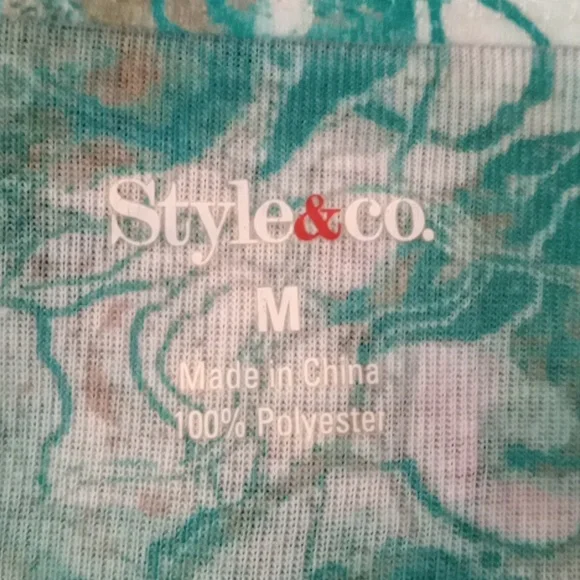 Style&co.
M
Made in China
100% Polyester